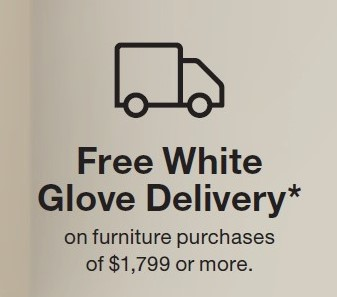 Free White
Glove Delivery*
on furniture purchases
of $1,799 or more.